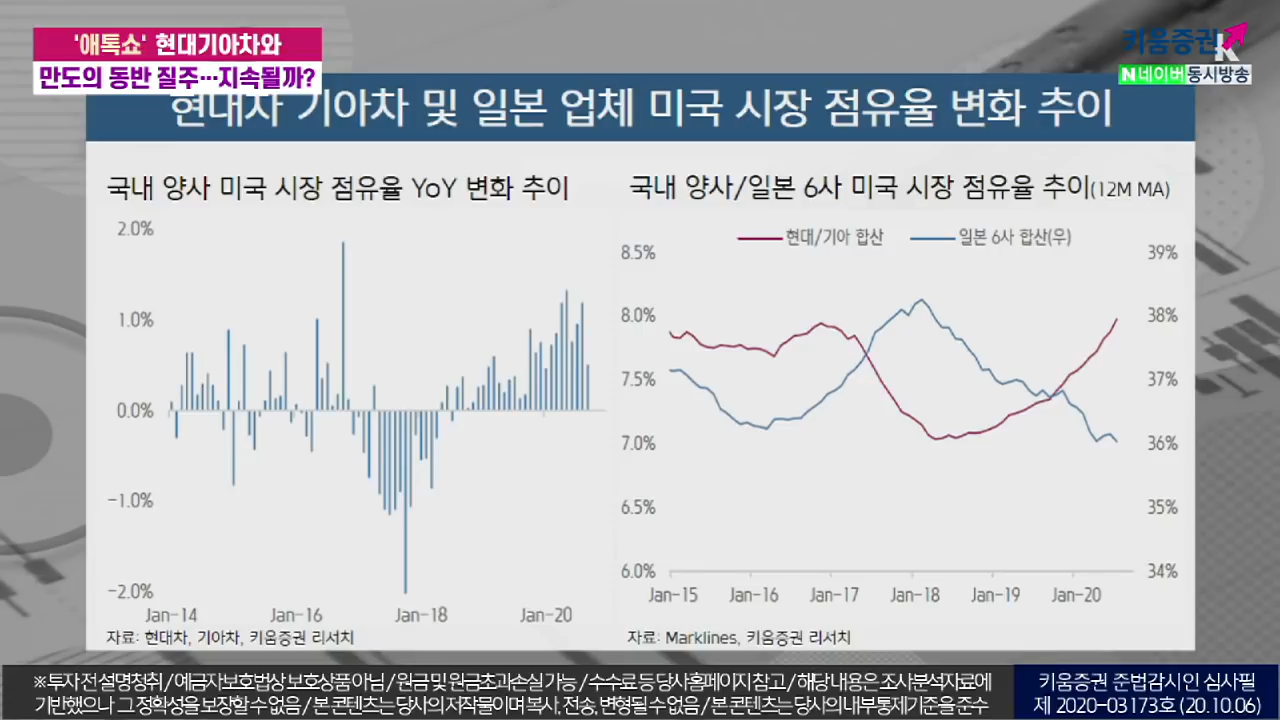 '애톡쇼' 현대기아차와
만도의 동반 질주…지속될까?
키움증권
N네이버 동시방송
현대차 기아차 및 일본 업체 미국 시장 점유율 변화 추이
국내 양사 미국 시장 점유율 YoY 변화 추이
2.0%
1.0%
0.0%
-1.0%
-2.0%
Jan-14 Jan-16 Jan-18 Jan-20
자료: 현대차, 기아차, 키움증권 리서치
국내 양사/일본 6사 미국 시장 점유율 추이(12M MA)
현대/기아 합산 일본 6사 합산(우)
8.5% 39%
8.0% 38%
7.5% 37%
7.0% 36%
6.5% 35%
6.0% 34%
Jan-15 Jan-16 Jan-17 Jan-18 Jan-19 Jan-20
자료: Marklines, 키움증권 리서치
※투자 전 설명청취 / 예금자보호법상 보호상품 아님 / 원금 및 원금초과손실 가능 / 수수료 등 당사홈페이지 참고 / 해당 내용은 조사분석자료에
기반했으나 그 정확성을 보장할 수 없음 / 본 콘텐츠는 당사의 저작물이며 복사, 전송, 변형될 수 없음 / 본 콘텐츠는 당사의 내부통제기준을 준수
키움증권 준법감시인 심사필
제 2020-03173호 (20.10.06)